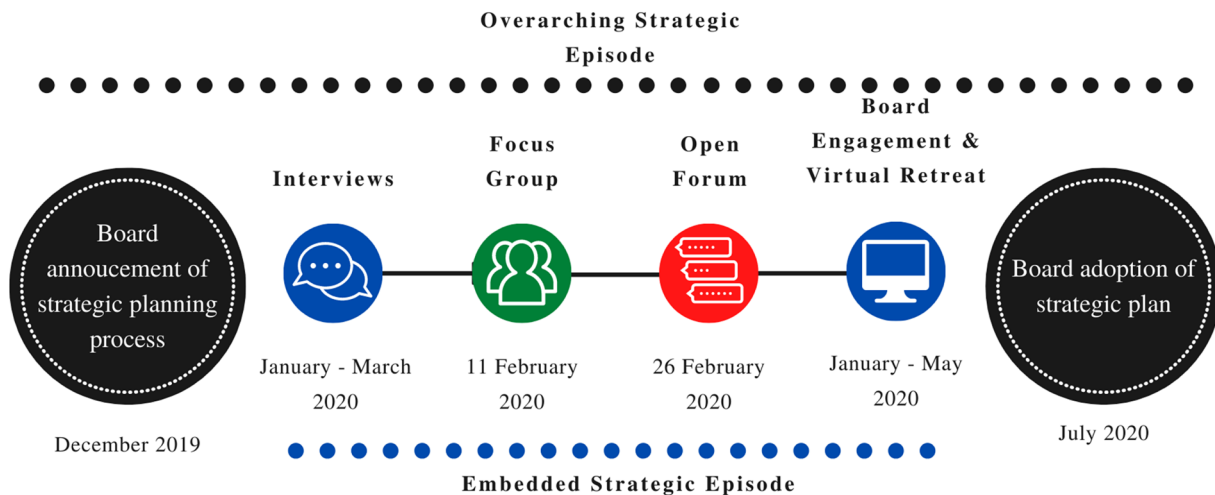 Overarching Strategic
Episode
Interviews
Focus
Group
Open
Forum
Board
Engagement &
Virtual Retreat
Board
annoucement of
strategic planning
process
Board adoption of
strategic plan
January - March
2020
11 February
2020
26 February
2020
January - May
2020
December 2019
July 2020
Embedded Strategic Episode